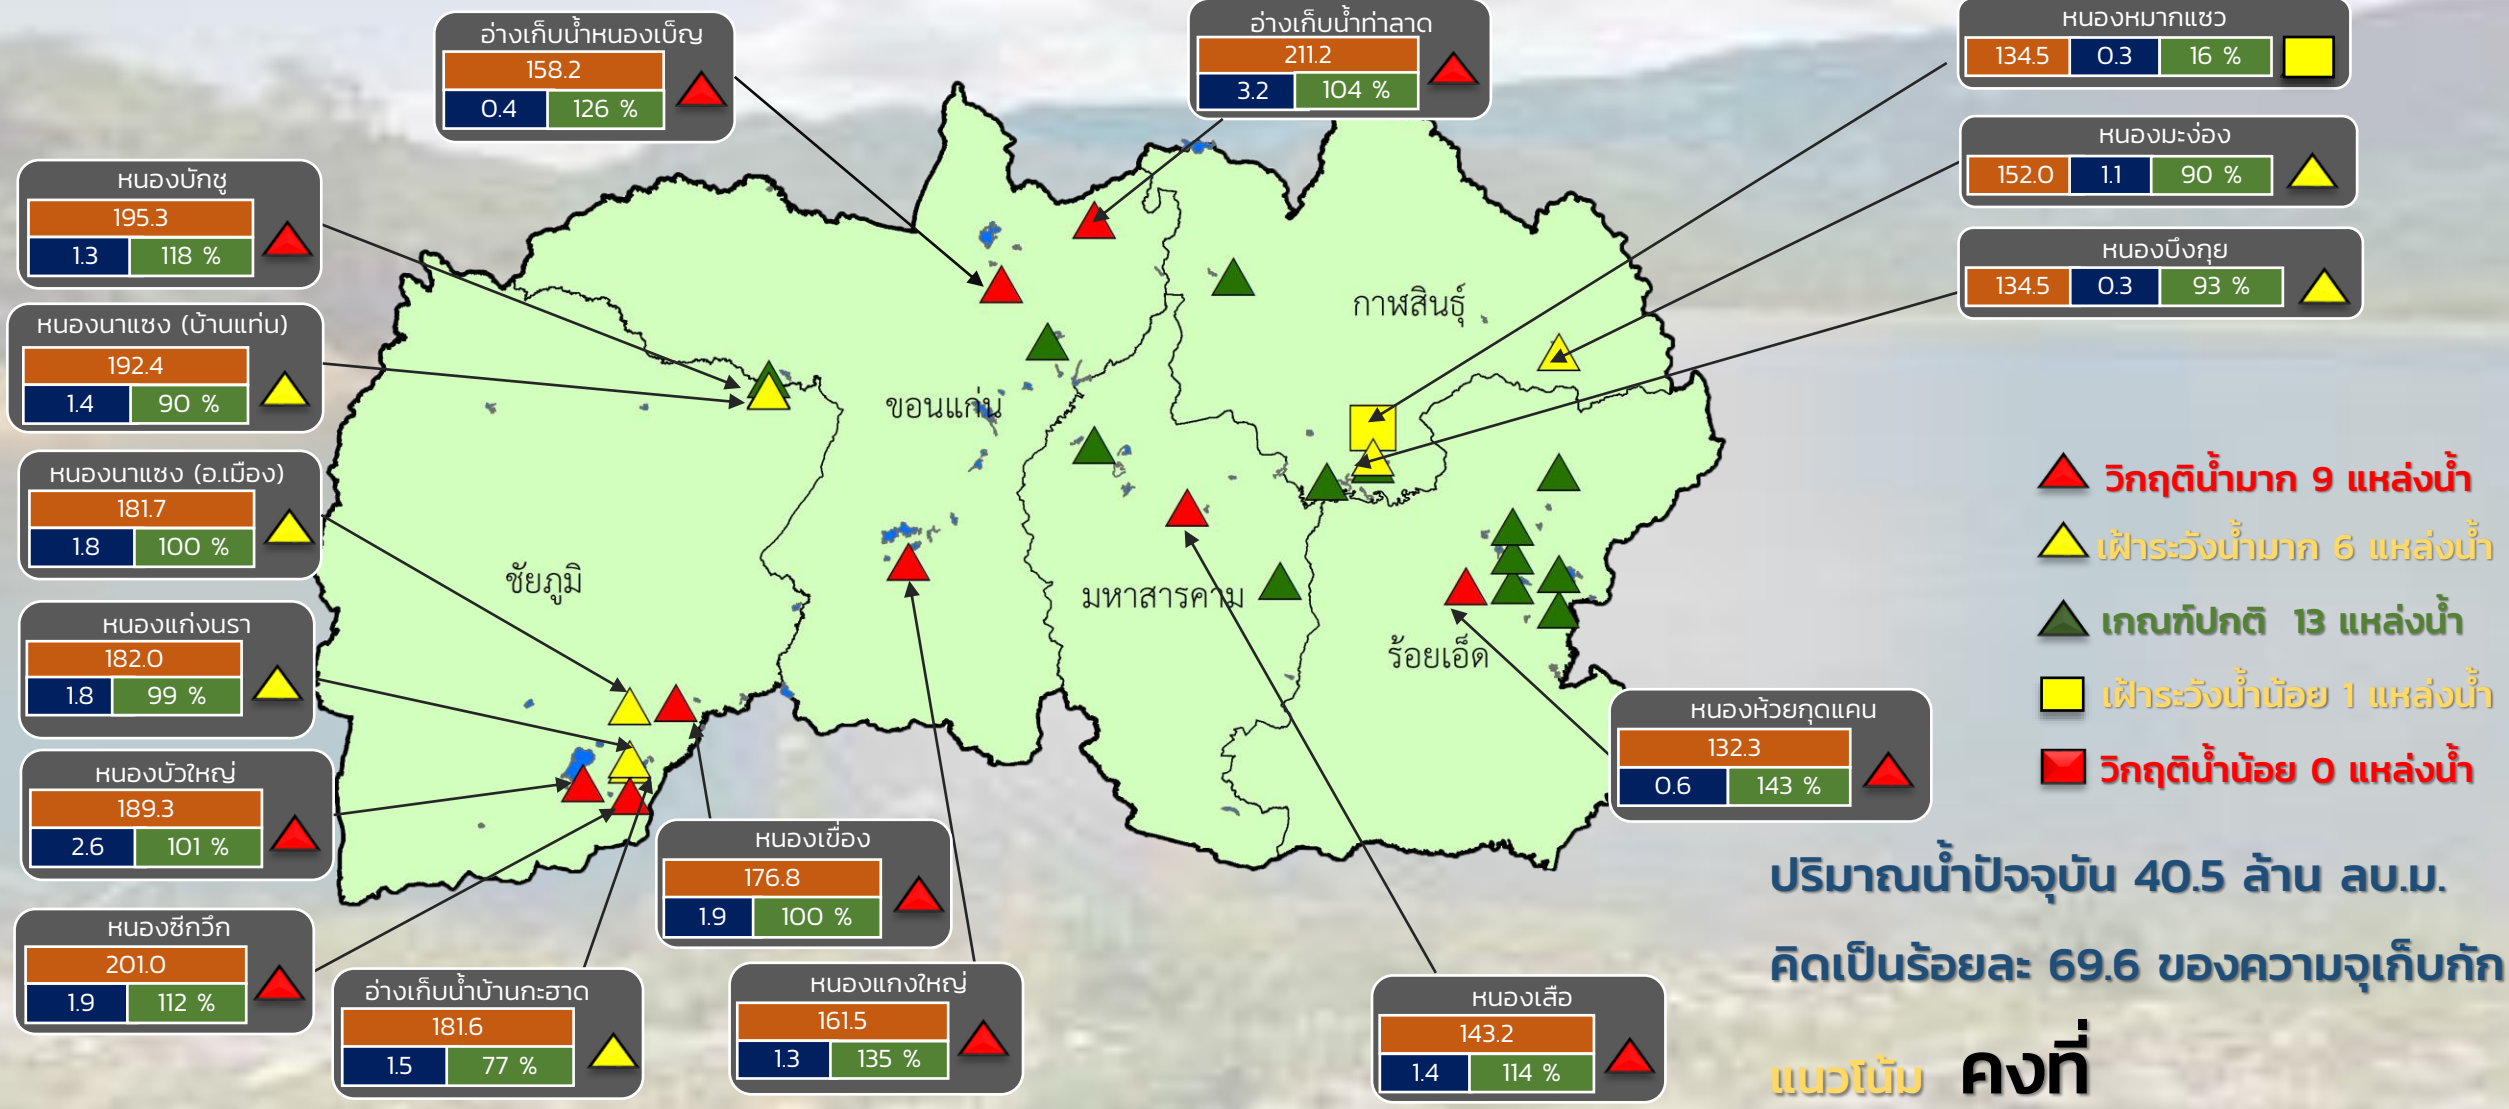 อ่างเก็บน้ำหนองเบ็ญ
158.2
0.4 126 %
อ่างเก็บน้ำท่าลาด
211.2
3.2 104 %
หนองหมากแซว
134.5 0.3 16 %
หนองมะง่อง
152.0 1.1 90 %
หนองบึงกุย
134.5 0.3 93 %
หนองบักชู
195.3
1.3 118 %
หนองนาแซง (บ้านแท่น)
192.4
1.4 90 %
หนองนาแซง (อ.เมือง)
181.7
1.8 100 %
หนองแก่งนรา
182.0
1.8 99 %
หนองบัวใหญ่
189.3
2.6 101 %
หนองซีกวึก
201.0
1.9 112 %
อ่างเก็บน้ำบ้านกะฮาด
181.6
1.5 77 %
หนองเขื่อง
176.8
1.9 100 %
หนองแกงใหญ่
161.5
1.3 135 %
หนองเสือ
143.2
1.4 114 %
หนองห้วยกุดแคน
132.3
0.6 143 %
กาฬสินธุ์
ขอนแก่น
ชัยภูมิ
มหาสารคาม
ร้อยเอ็ด
วิกฤติน้ำมาก 9 แหล่งน้ำ
เฝ้าระวังน้ำมาก 6 แหล่งน้ำ
เกณฑ์ปกติ 13 แหล่งน้ำ
เฝ้าระวังน้ำน้อย 1 แหล่งน้ำ
วิกฤติน้ำน้อย 0 แหล่งน้ำ
ปริมาณน้ำปัจจุบัน 40.5 ล้าน ลบ.ม.
คิดเป็นร้อยละ 69.6 ของความจุเก็บกัก
แนวโน้ม คงที่